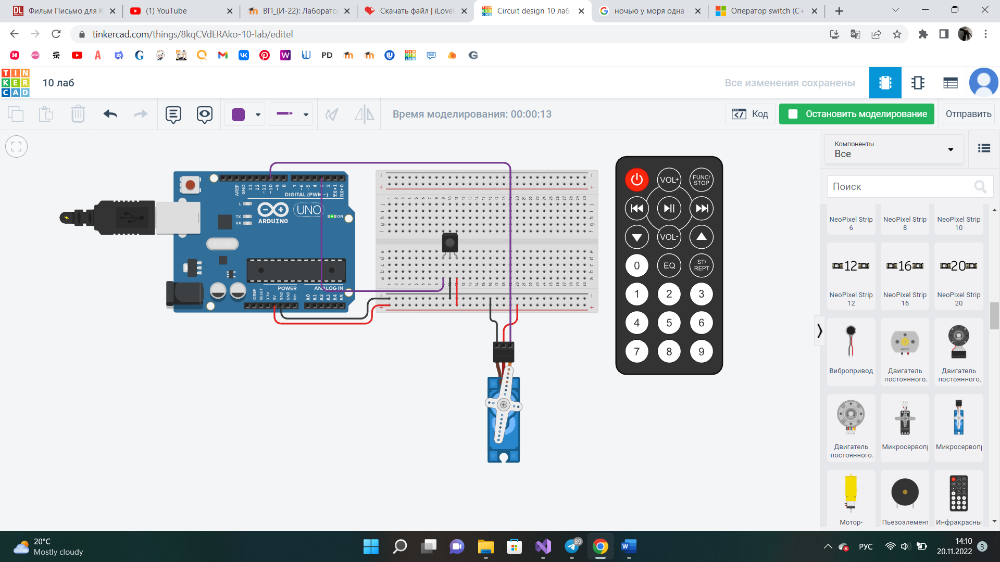 Фильм Письмо для К
(1) YouTube
ВП_(И-22): Лаборато
Скачать файл | iLoveF
Circuit design 10 лаб
ночью у моря одна -
Оператор switch (C+
tinkercad.com/things/8kqCVdERAko-10-lab/editel
PD
TINKERCAD
10 лаб
Все изменения сохранены
Время моделирования: 00:00:13
Код
Остановить моделирование
Отправить
Компоненты
Все
Поиск
NeoPixel Strip 6
NeoPixel Strip 8
NeoPixel Strip 10
12
16
20
NeoPixel Strip 12
NeoPixel Strip 16
NeoPixel Strip 20
Вибропривод
Двигатель постоянного..
Двигатель постоянного.
Двигатель постоянного.
Микросервопр
Микросервопр
Мотор-
Пьезоэлемент
Инфракрасны
AREF GND 13 12 ~11 ~10 ~9 8 7 ~6 ~5 4 2 TX→1 RX←0
DIGITAL (PWM~)
L
TX
RX
UNO
ON
ARDUINO
POWER
ANALOG IN
IOREF RESET 3.3V 5V GND GND Vin A0 A1 A2 A3 A4 A5
VOL+
FUNC/STOP
VOL-
0 EQ ST/REPT
1 2 3
4 5 6
7 8 9
20°C
Mostly cloudy
89
РУС
14:10
20.11.2022
3